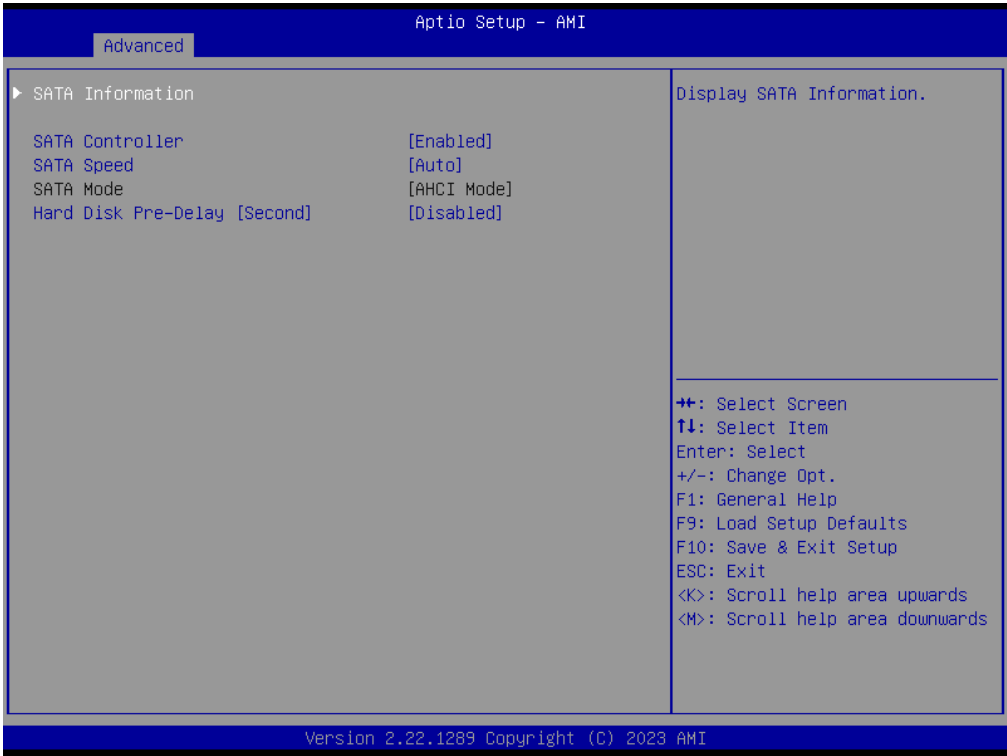 Aptio Setup – AMI
Advanced
SATA Information
SATA Controller [Enabled]
SATA Speed [Auto]
SATA Mode [AHCI Mode]
Hard Disk Pre-Delay [Second] [Disabled]
Display SATA Information.
→←: Select Screen
↑↓: Select Item
Enter: Select
+/-: Change Opt.
F1: General Help
F9: Load Setup Defaults
F10: Save & Exit Setup
ESC: Exit
<K>: Scroll help area upwards
<M>: Scroll help area downwards
Version 2.22.1289 Copyright (C) 2023 AMI